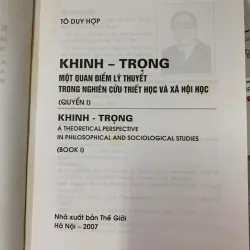 TÔ DUY HỢP
KHINH – TRỌNG
MỘT QUAN ĐIỂM LÝ THUYẾT
TRONG NGHIÊN CỨU TRIẾT HỌC VÀ XÃ HỘI HỌC
(QUYỂN I)
KHINH - TRỌNG
A THEORETICAL PERSPECTIVE
IN PHILOSOPHICAL AND SOCIOLOGICAL STUDIES
(BOOK I)
Nhà xuất bản Thế Giới
Hà Nội – 2007